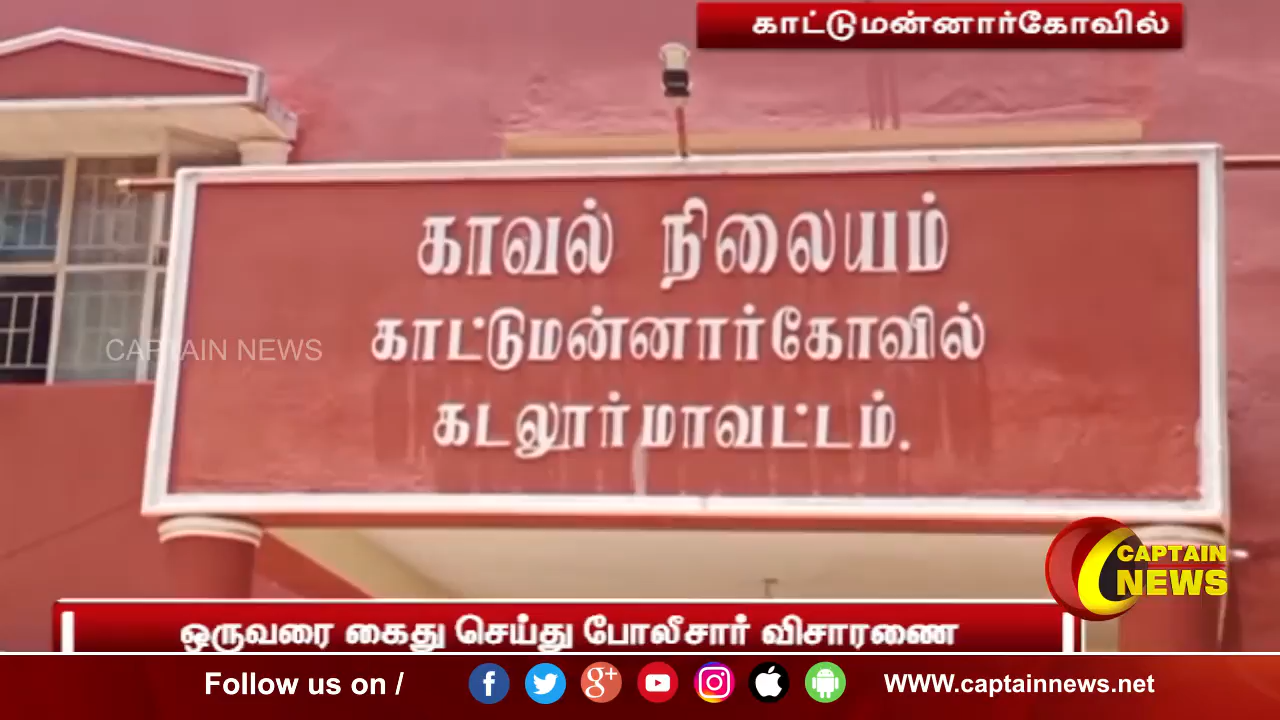 காட்டுமன்னார்கோவில்
காவல் நிலையம்
காட்டுமன்னார்கோவில்
CAPTAIN NEWS
கடலூர் மாவட்டம்.
CAPTAIN
NEWS
ஒருவரை கைது செய்து போலீசார் விசாரணை
Follow us on / WWW.captainnews.net